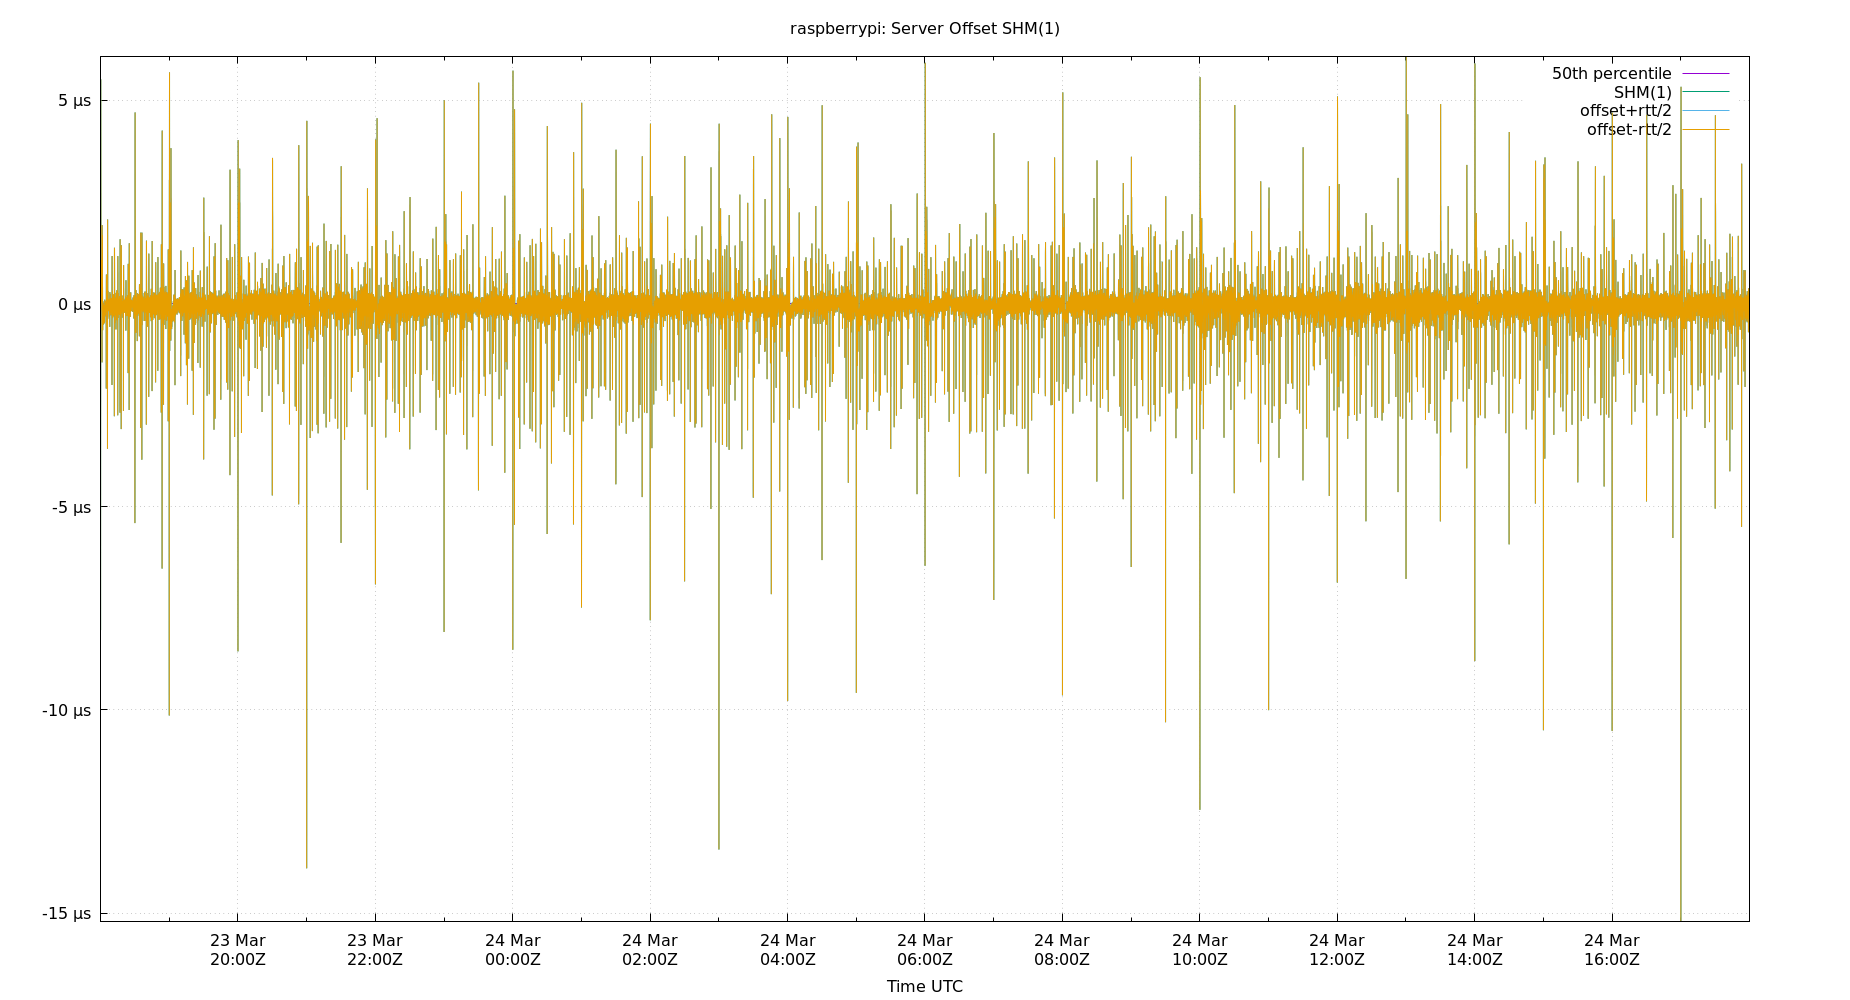 raspberrypi: Server Offset SHM(1)
50th percentile
SHM(1)
offset+rtt/2
offset-rtt/2
5 µs
0 µs
-5 µs
-10 µs
-15 µs
23 Mar 23 Mar 24 Mar 24 Mar 24 Mar 24 Mar 24 Mar 24 Mar 24 Mar 24 Mar 24 Mar
20:00Z 22:00Z 00:00Z 02:00Z 04:00Z 06:00Z 08:00Z 10:00Z 12:00Z 14:00Z 16:00Z
Time UTC